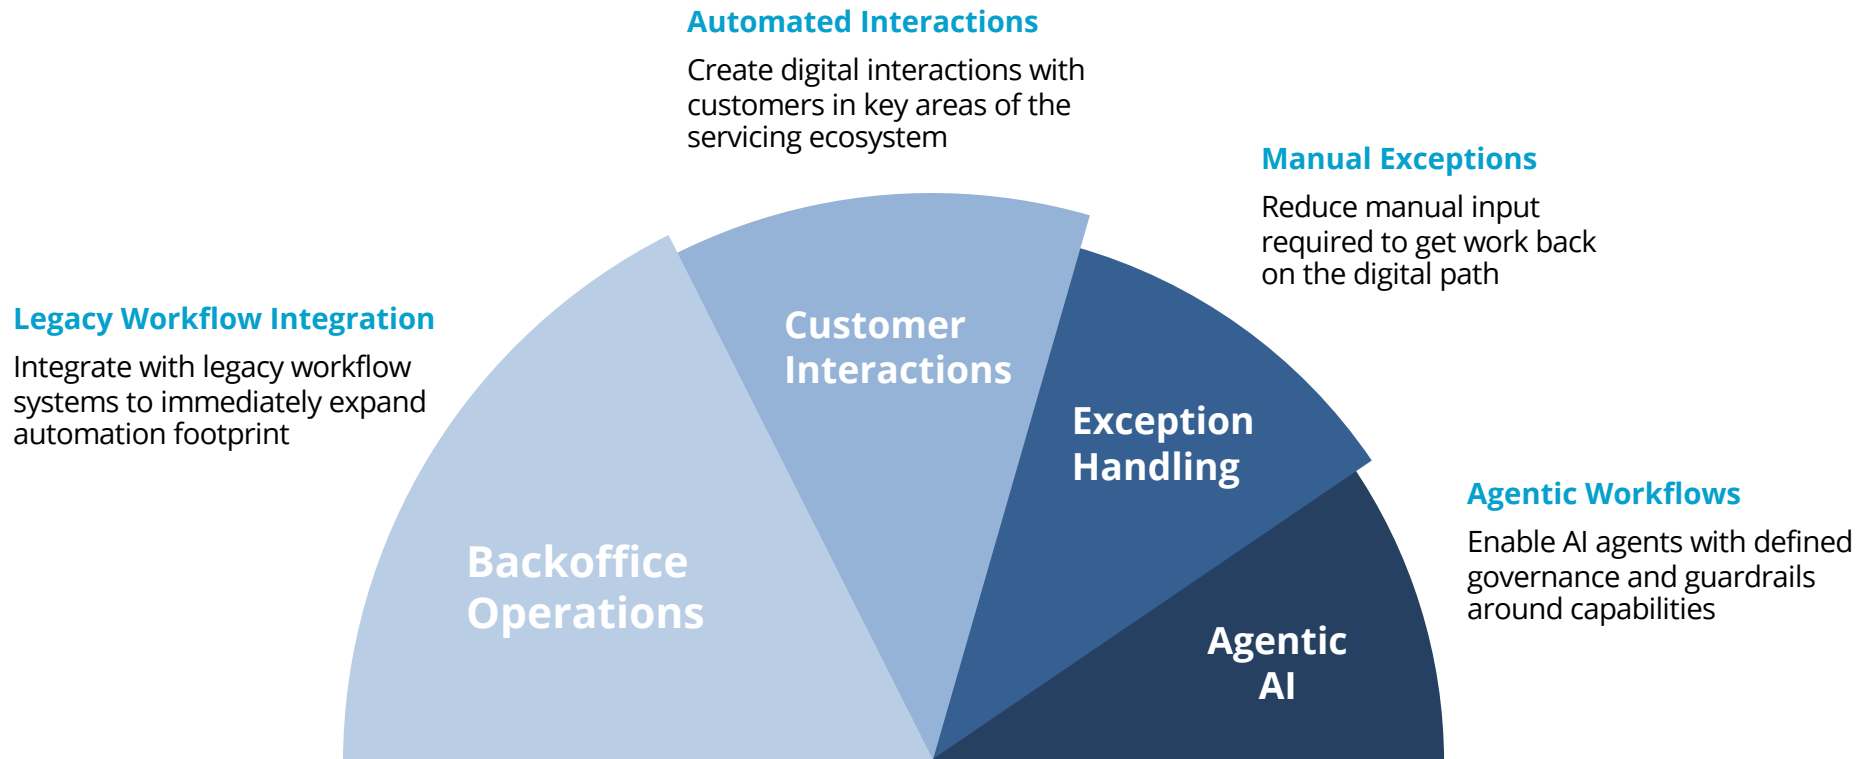 Automated Interactions
Create digital interactions with
customers in key areas of the
servicing ecosystem
Manual Exceptions
Reduce manual input
required to get work back
on the digital path
Legacy Workflow Integration
Integrate with legacy workflow
systems to immediately expand
automation footprint
Customer
Interactions
Exception
Handling
Agentic Workflows
Enable AI agents with defined
governance and guardrails
around capabilities
Backoffice
Operations
Agentic
AI